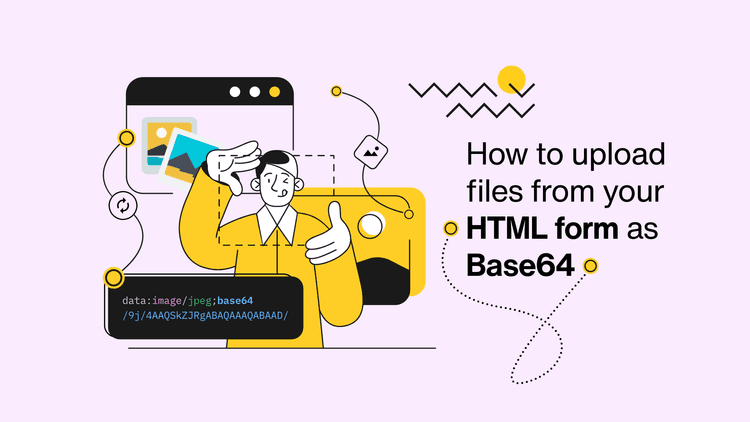 How to upload
files from your
HTML form as
Base64
data:image/jpeg;base64
/9j/4AAQSkZJRgABAQAAAQABAAD/